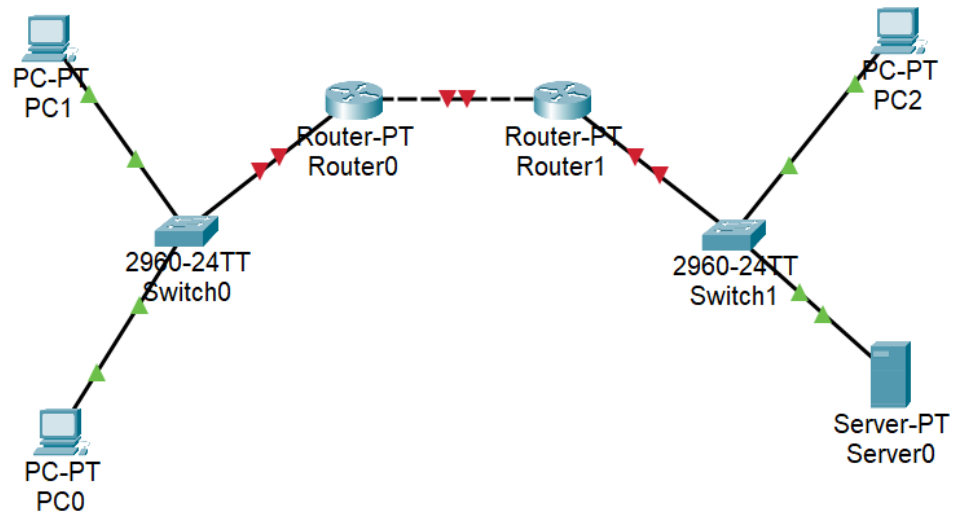 PC-PT
PC1
Router-PT
Router0
Router-PT
Router1
PC-PT
PC2
2960-24TT
Switch0
2960-24TT
Switch1
PC-PT
PC0
Server-PT
Server0